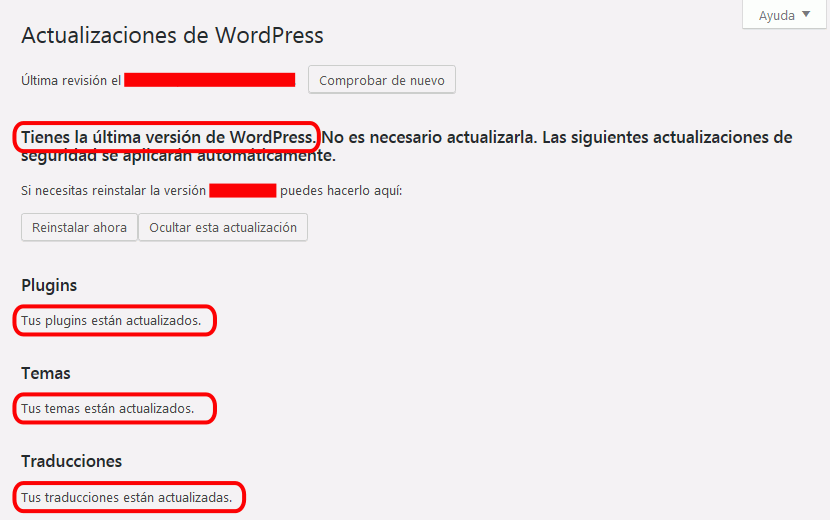 Ayuda
Actualizaciones de WordPress
Última revisión el
Comprobar de nuevo
Tienes la última versión de WordPress. No es necesario actualizarla. Las siguientes actualizaciones de
seguridad se aplicarán automáticamente.
Si necesitas reinstalar la versión puedes hacerlo aquí:
Reinstalar ahora Ocultar esta actualización
Plugins
Tus plugins están actualizados.
Temas
Tus temas están actualizados.
Traducciones
Tus traducciones están actualizadas.